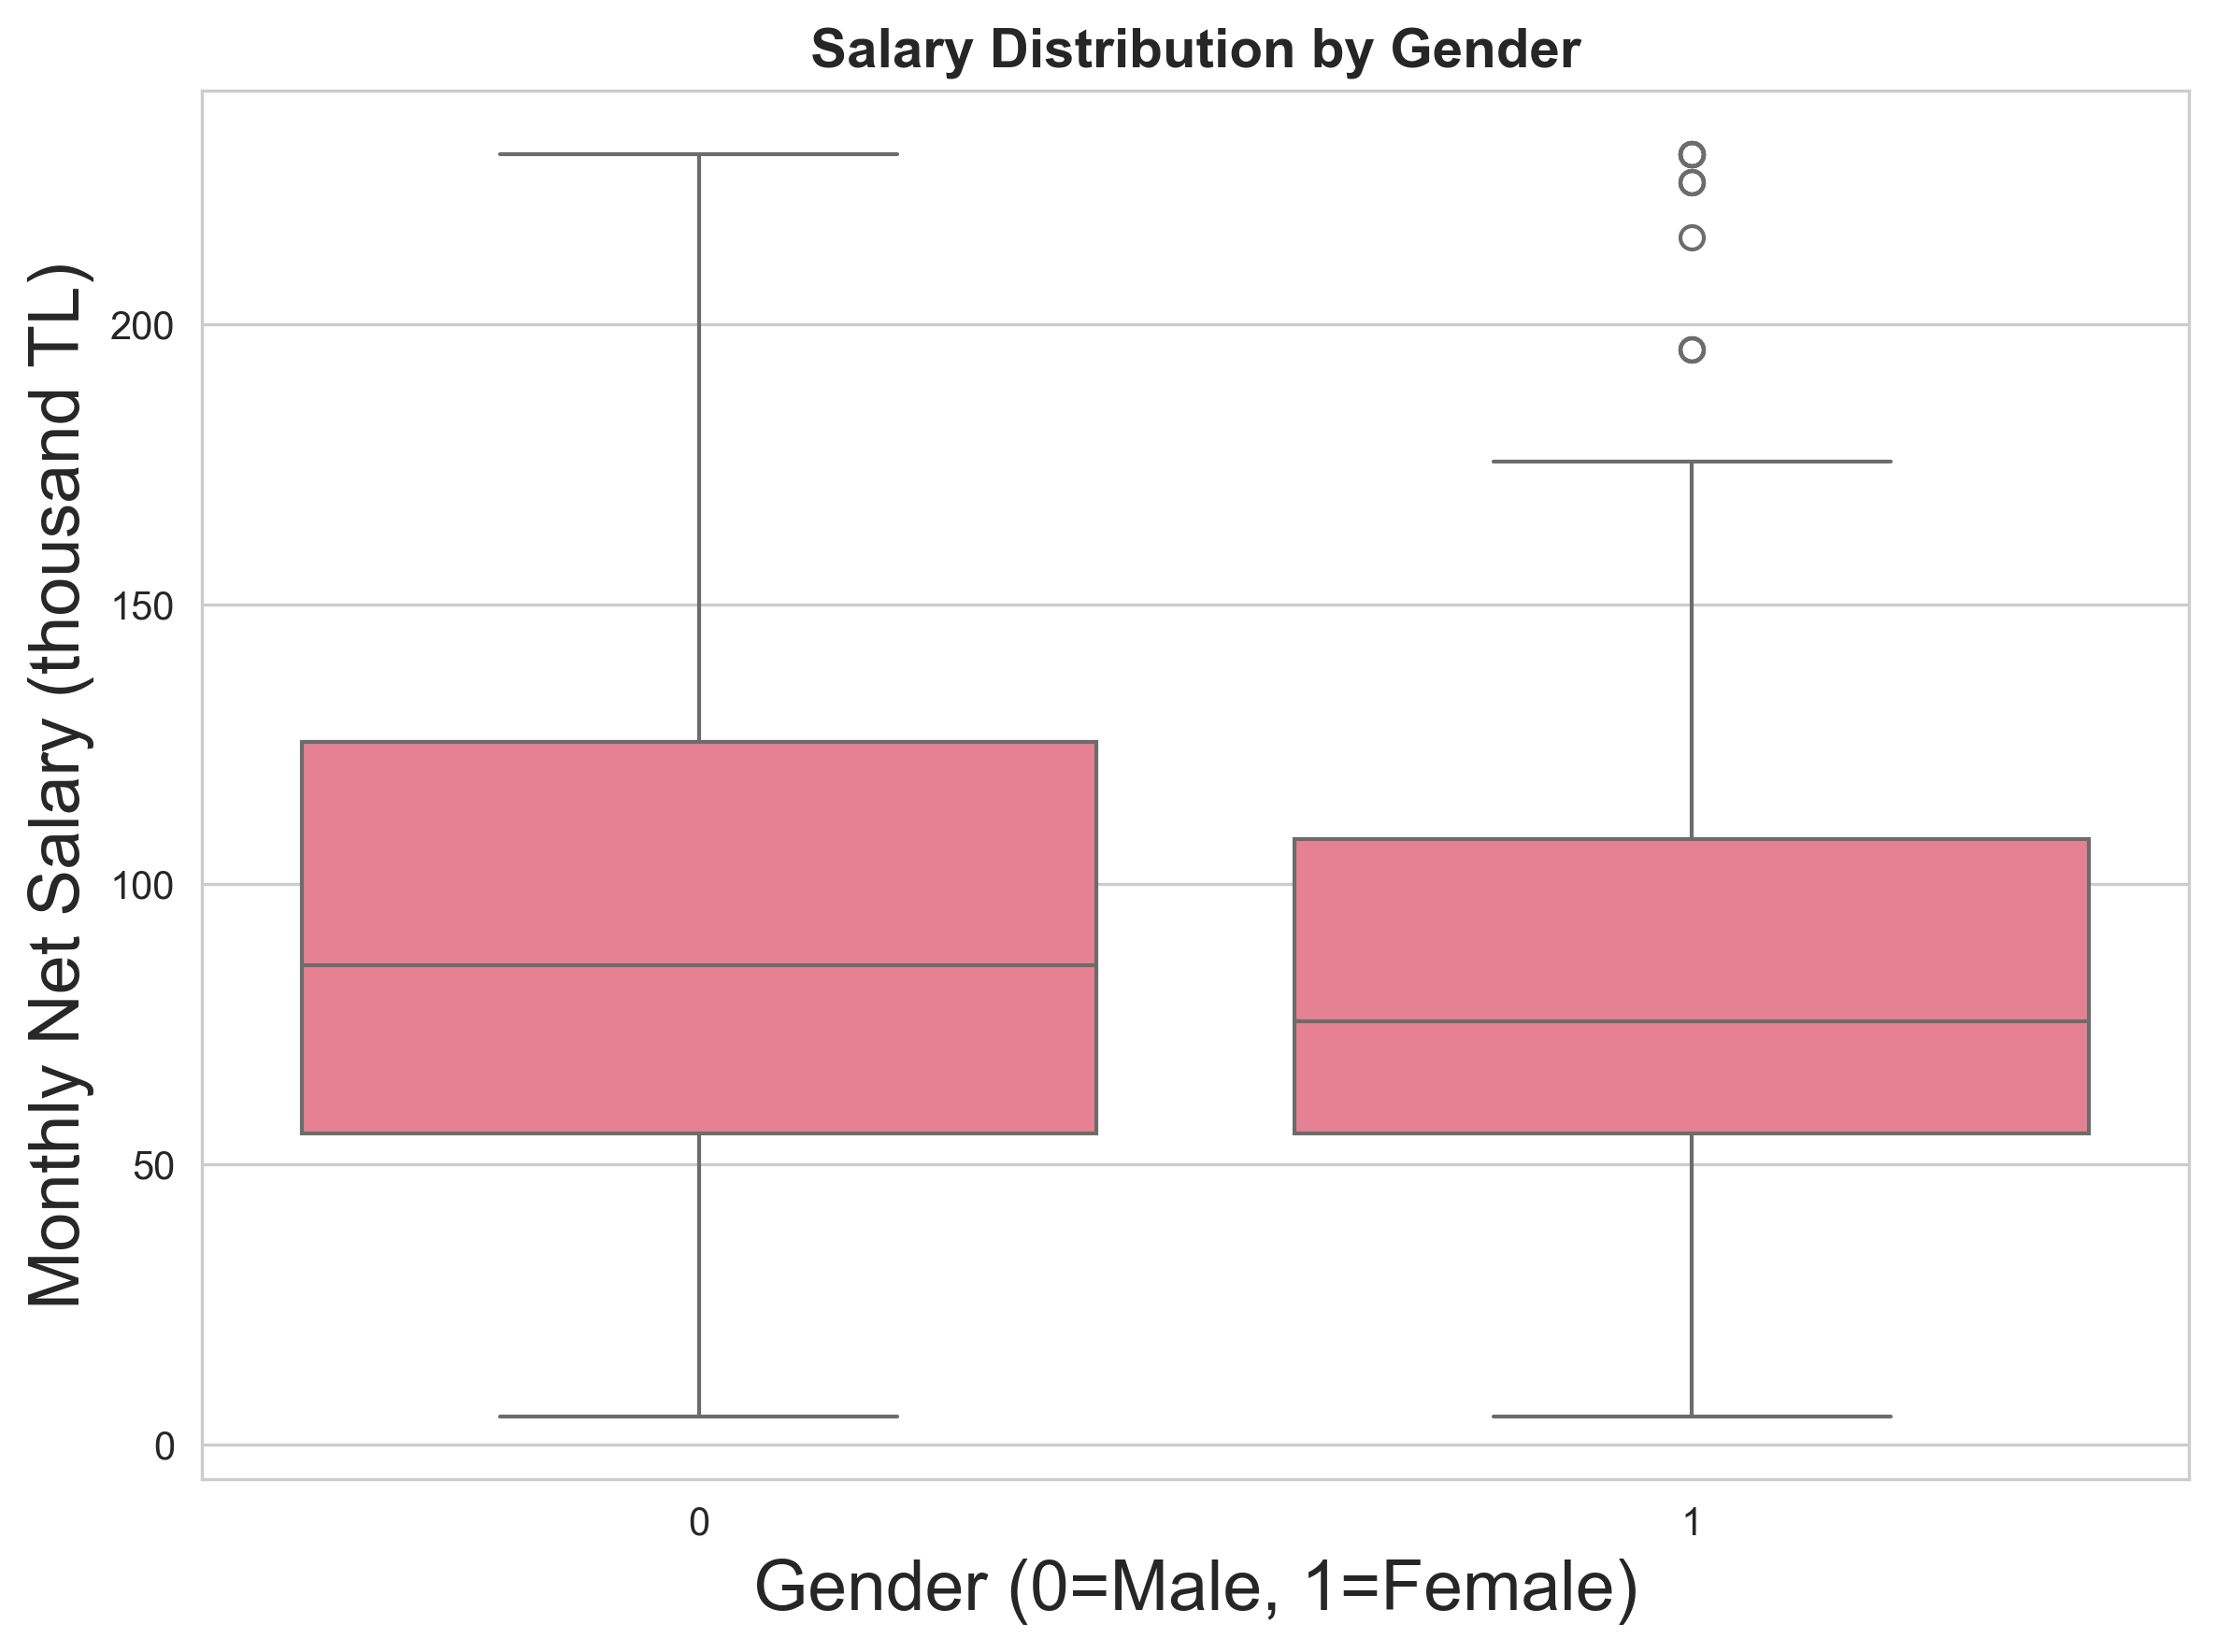 Salary Distribution by Gender
Monthly Net Salary (thousand TL)
200
150
100
50
0
0
1
Gender (0=Male, 1=Female)